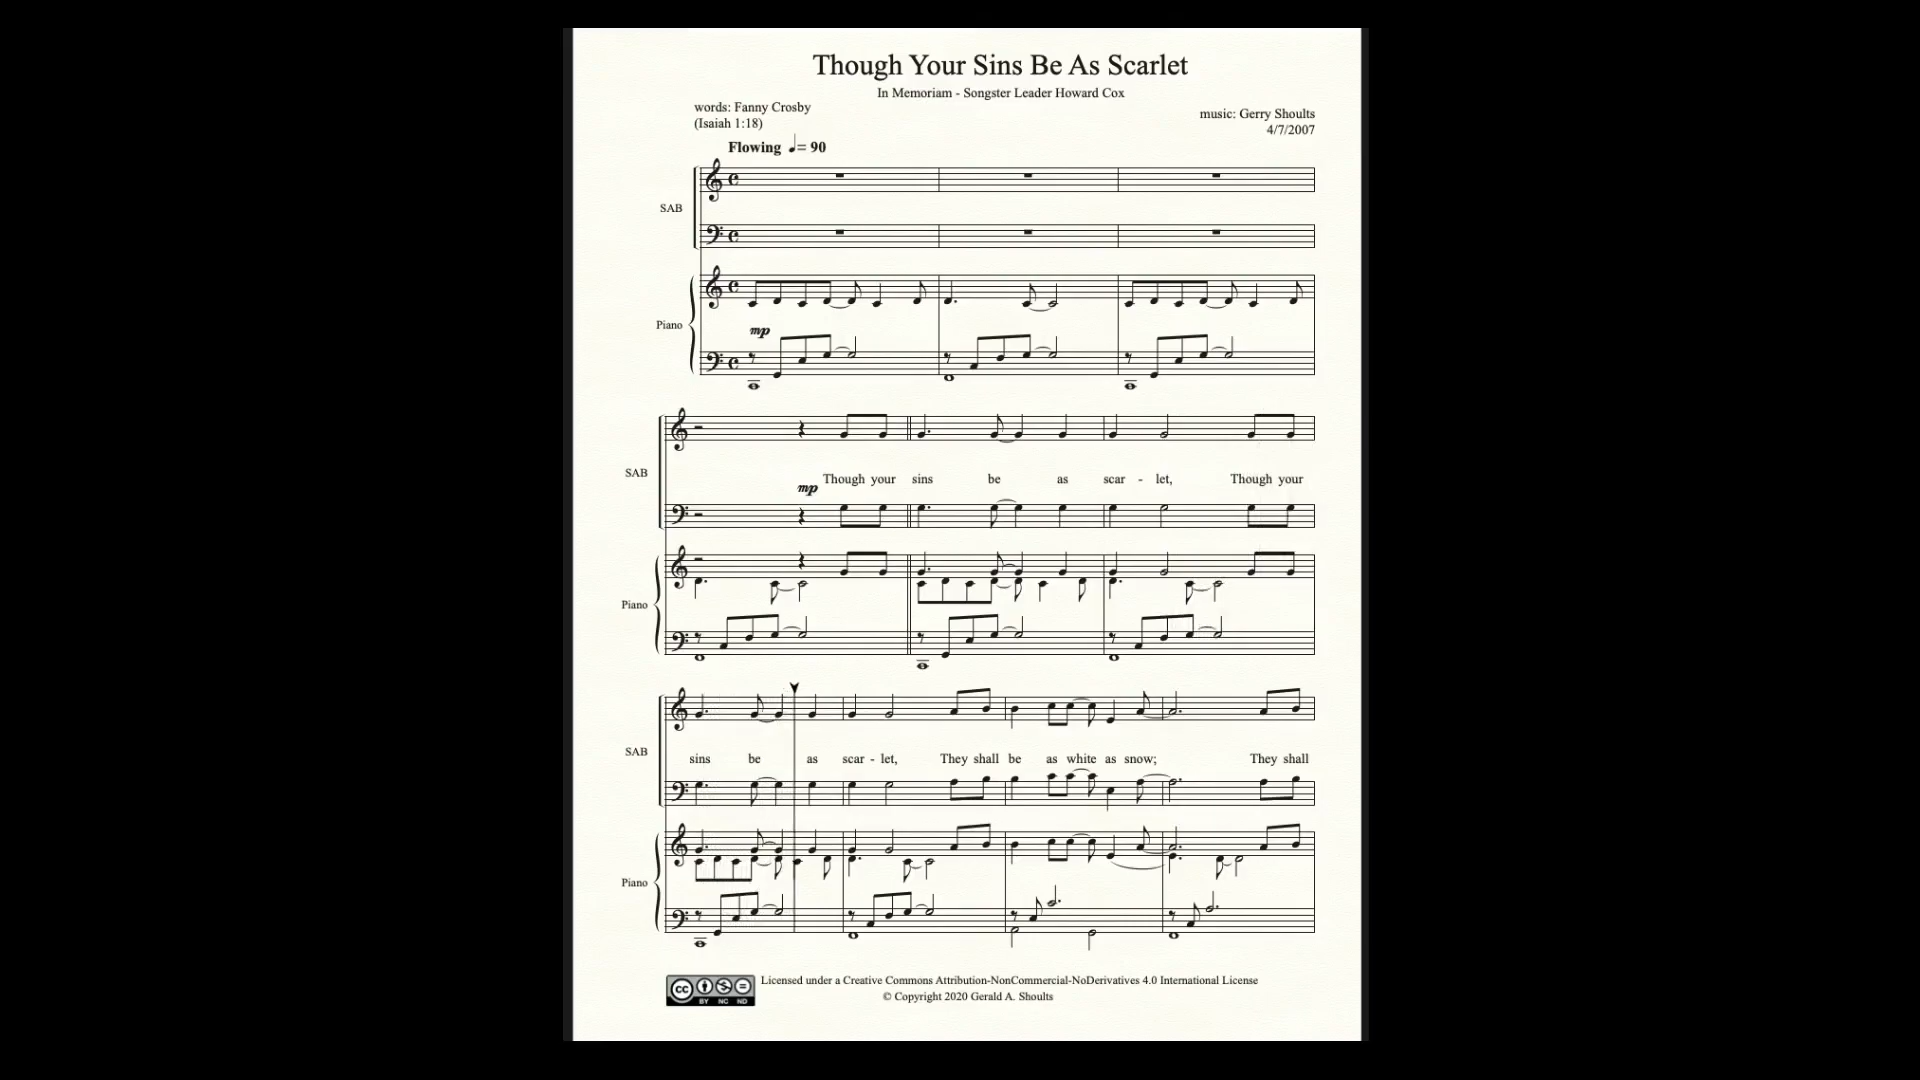 Though Your Sins Be As Scarlet
In Memoriam - Songster Leader Howard Cox
words: Fanny Crosby
(Isaiah 1:18)
music: Gerry Shoults
4/7/2007
Flowing ♩= 90
SAB
Piano
mp
SAB
Though your sins be as scar - let, Though your
mp
Piano
SAB
sins be as scar - let, They shall be as white as snow; They shall
Piano
cc BY NC ND
Licensed under a Creative Commons Attribution-NonCommercial-NoDerivatives 4.0 International License
© Copyright 2020 Gerald A. Shoults